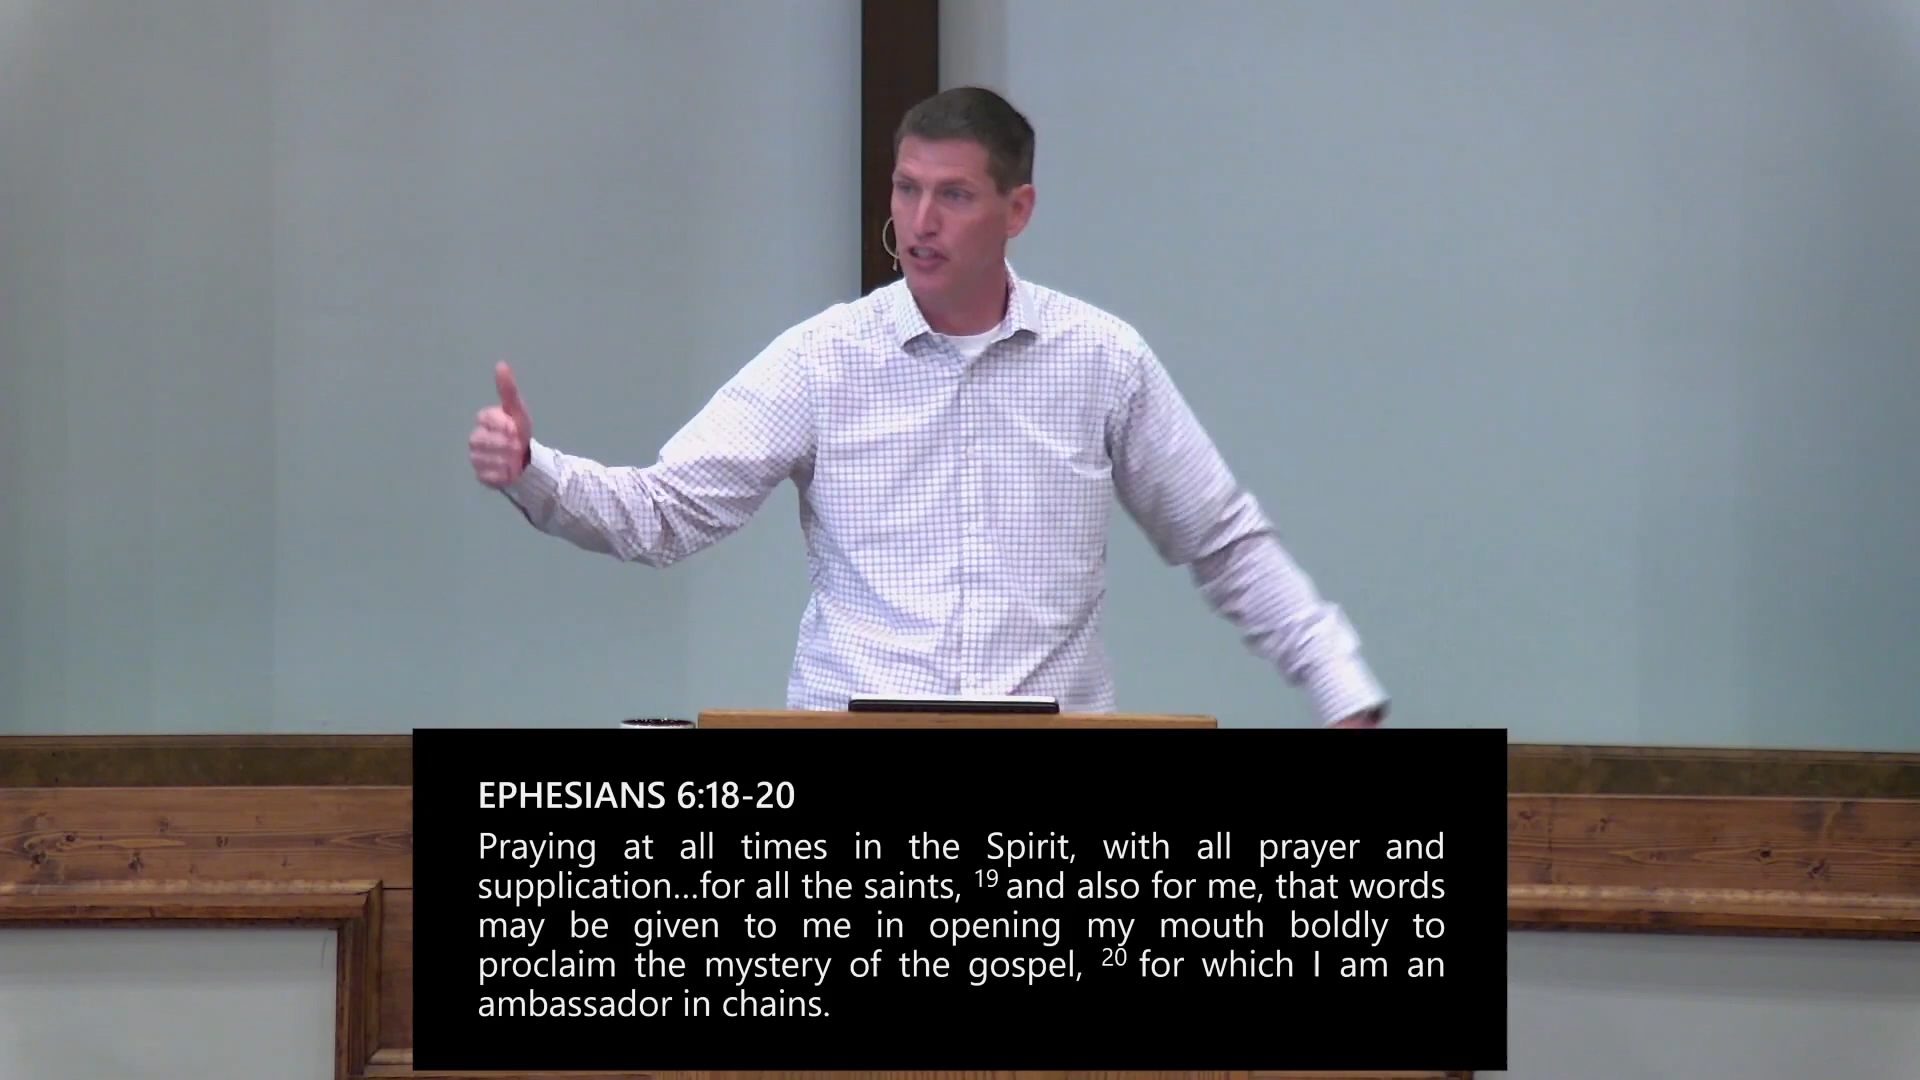 EPHESIANS 6:18-20
Praying at all times in the Spirit, with all prayer and
supplication...for all the saints, 19 and also for me, that words
may be given to me in opening my mouth boldly to
proclaim the mystery of the gospel, 20 for which I am an
ambassador in chains.